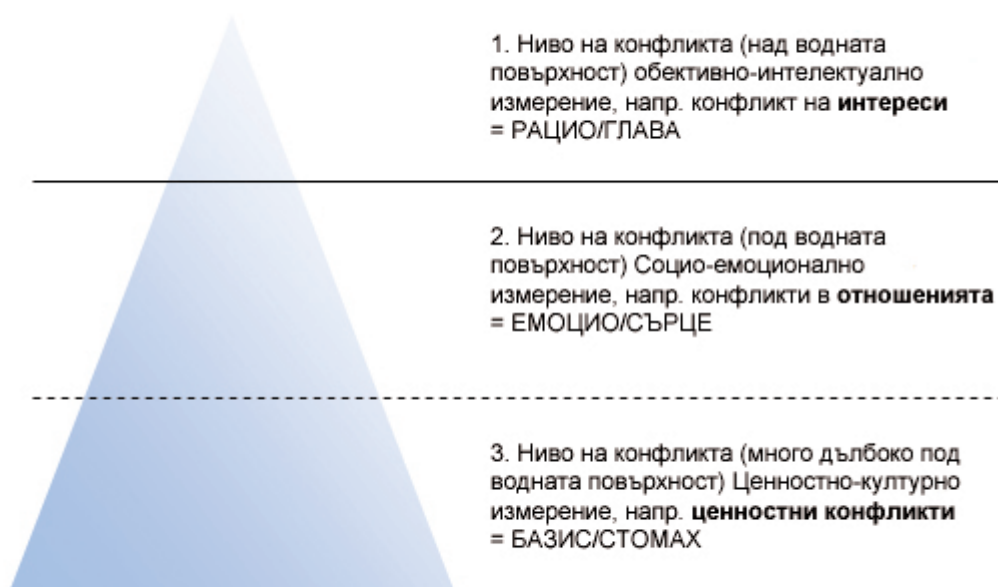 1. Ниво на конфликта (над водната
повърхност) обективно-интелектуално
измерение, напр. конфликт на интереси
= РАЦИО/ГЛАВА
2. Ниво на конфликта (под водната
повърхност) Социо-емоционално
измерение, напр. конфликти в отношенията
= ЕМОЦИО/СЪРЦЕ
3. Ниво на конфликта (много дълбоко под
водната повърхност) Ценностно-културно
измерение, напр. ценностни конфликти
= БАЗИС/СТОМАХ